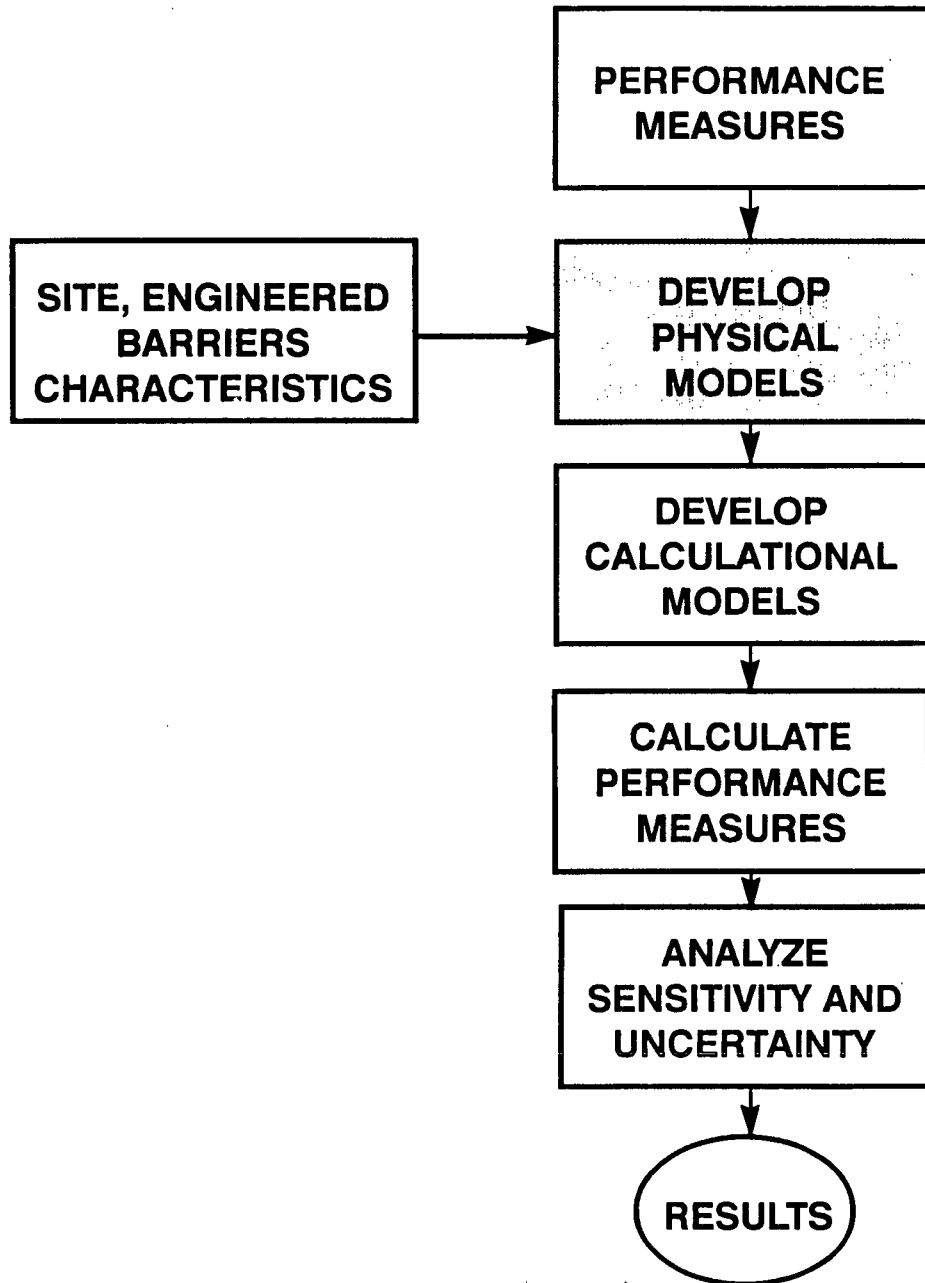 PERFORMANCE
MEASURES
SITE, ENGINEERED
BARRIERS
CHARACTERISTICS
DEVELOP
PHYSICAL
MODELS
DEVELOP
CALCULATIONAL
MODELS
CALCULATE
PERFORMANCE
MEASURES
ANALYZE
SENSITIVITY AND
UNCERTAINTY
RESULTS